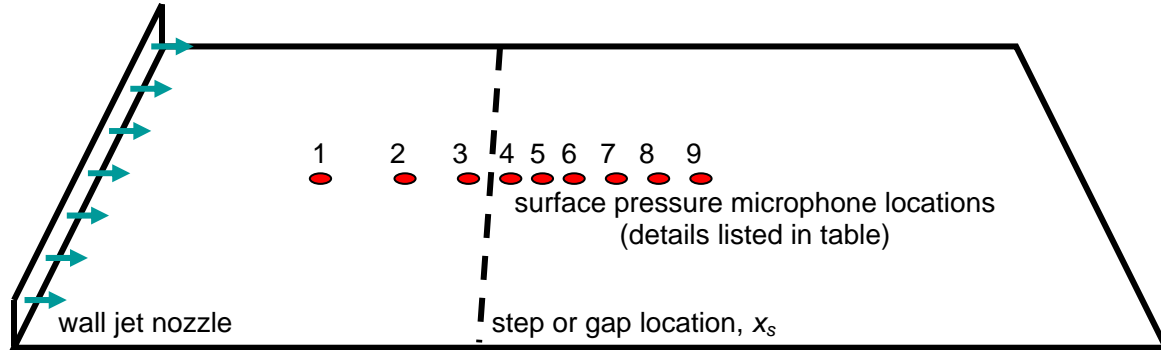 1 2 3 4 5 6 7 8 9
surface pressure microphone locations
(details listed in table)
wall jet nozzle
step or gap location, xₛ